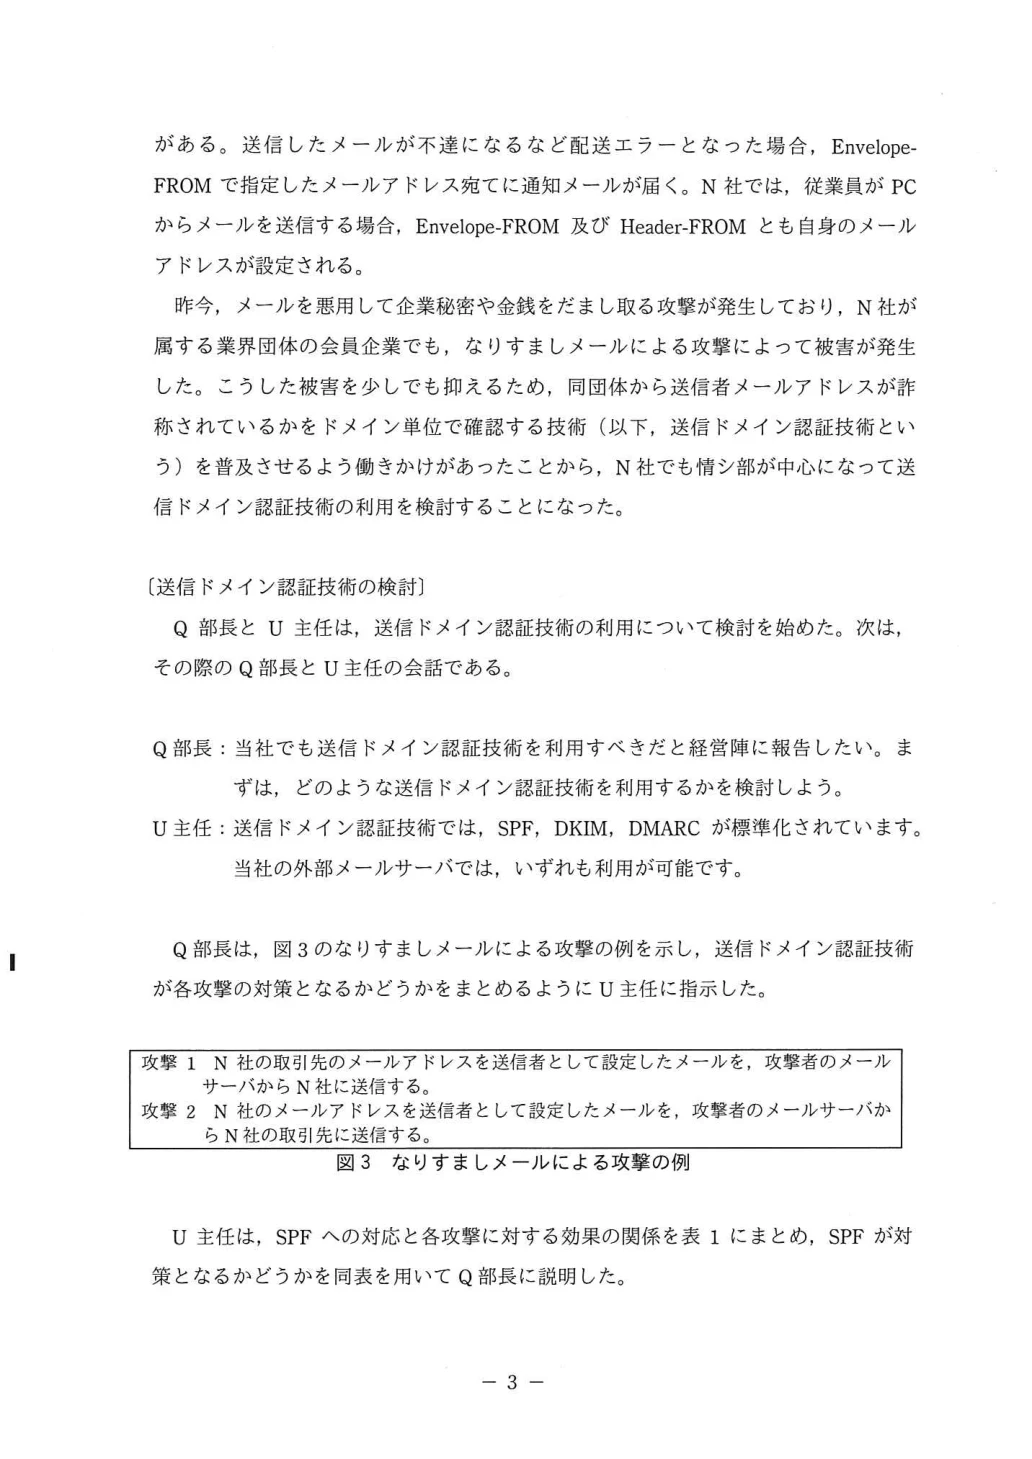 がある。送信したメールが不達になるなど配送エラーとなった場合，Envelope-
FROM で指定したメールアドレス宛てに通知メールが届く。N 社では，従業員が PC
からメールを送信する場合，Envelope-FROM 及び Header-FROM とも自身のメール
アドレスが設定される。
昨今，メールを悪用して企業秘密や金銭をだまし取る攻撃が発生しており，N 社が
属する業界団体の会員企業でも，なりすましメールによる攻撃によって被害が発生
した。こうした被害を少しでも抑えるため，同団体から送信者メールアドレスが詐
称されているかをドメイン単位で確認する技術（以下，送信ドメイン認証技術とい
う）を普及させるよう働きかけがあったことから，N 社でも情シ部が中心になって送
信ドメイン認証技術の利用を検討することになった。
〔送信ドメイン認証技術の検討〕
Q 部長と U 主任は，送信ドメイン認証技術の利用について検討を始めた。次は，
その際の Q 部長と U 主任の会話である。
Q 部長：当社でも送信ドメイン認証技術を利用すべきだと経営陣に報告したい。ま
ずは，どのような送信ドメイン認証技術を利用するかを検討しよう。
U 主任：送信ドメイン認証技術では，SPF，DKIM，DMARC が標準化されています。
当社の外部メールサーバでは，いずれも利用が可能です。
Q 部長は，図 3 のなりすましメールによる攻撃の例を示し，送信ドメイン認証技術
が各攻撃の対策となるかどうかをまとめるように U 主任に指示した。
攻撃 1　N 社の取引先のメールアドレスを送信者として設定したメールを，攻撃者のメール
サーバから N 社に送信する。
攻撃 2　N 社のメールアドレスを送信者として設定したメールを，攻撃者のメールサーバか
ら N 社の取引先に送信する。
図 3　なりすましメールによる攻撃の例
U 主任は，SPF への対応と各攻撃に対する効果の関係を表 1 にまとめ，SPF が対
策となるかどうかを同表を用いて Q 部長に説明した。
－ 3 －